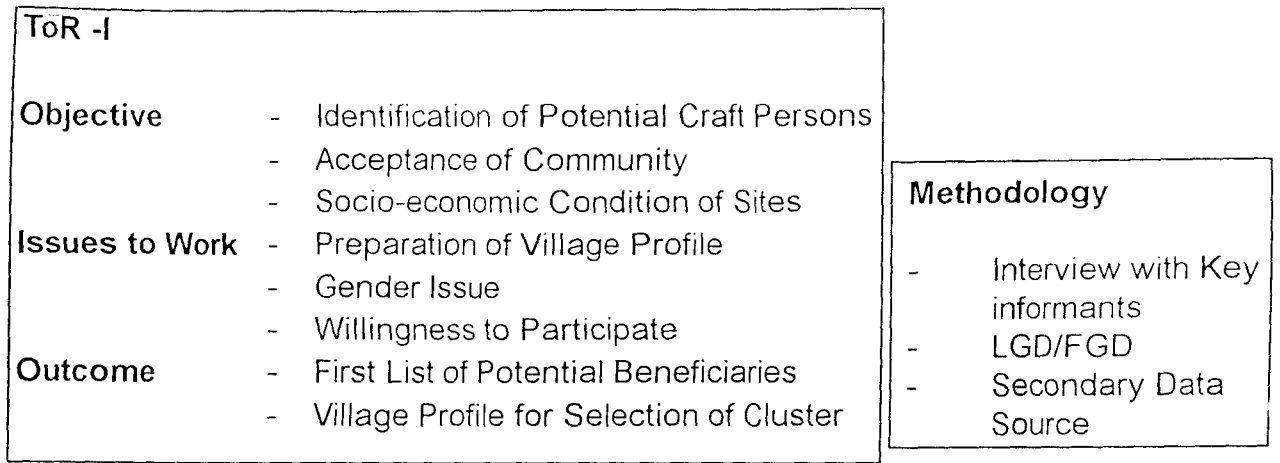 ToR -I
Objective - Identification of Potential Craft Persons
- Acceptance of Community
- Socio-economic Condition of Sites
Issues to Work - Preparation of Village Profile
- Gender Issue
- Willingness to Participate
Outcome - First List of Potential Beneficiaries
- Village Profile for Selection of Cluster
Methodology
- Interview with Key
informants
- LGD/FGD
- Secondary Data
Source